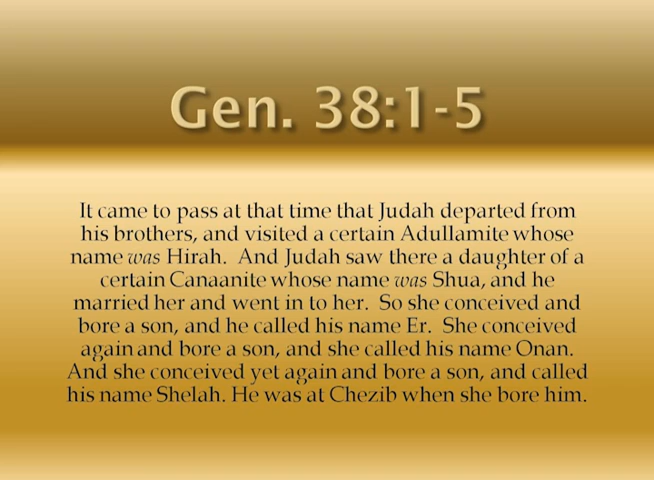 Gen. 38:1-5
It came to pass at that time that Judah departed from
his brothers, and visited a certain Adullamite whose
name was Hirah.  And Judah saw there a daughter of a
certain Canaanite whose name was Shua, and he
married her and went in to her.  So she conceived and
bore a son, and he called his name Er.  She conceived
again and bore a son, and she called his name Onan.
And she conceived yet again and bore a son, and called
his name Shelah. He was at Chezib when she bore him.